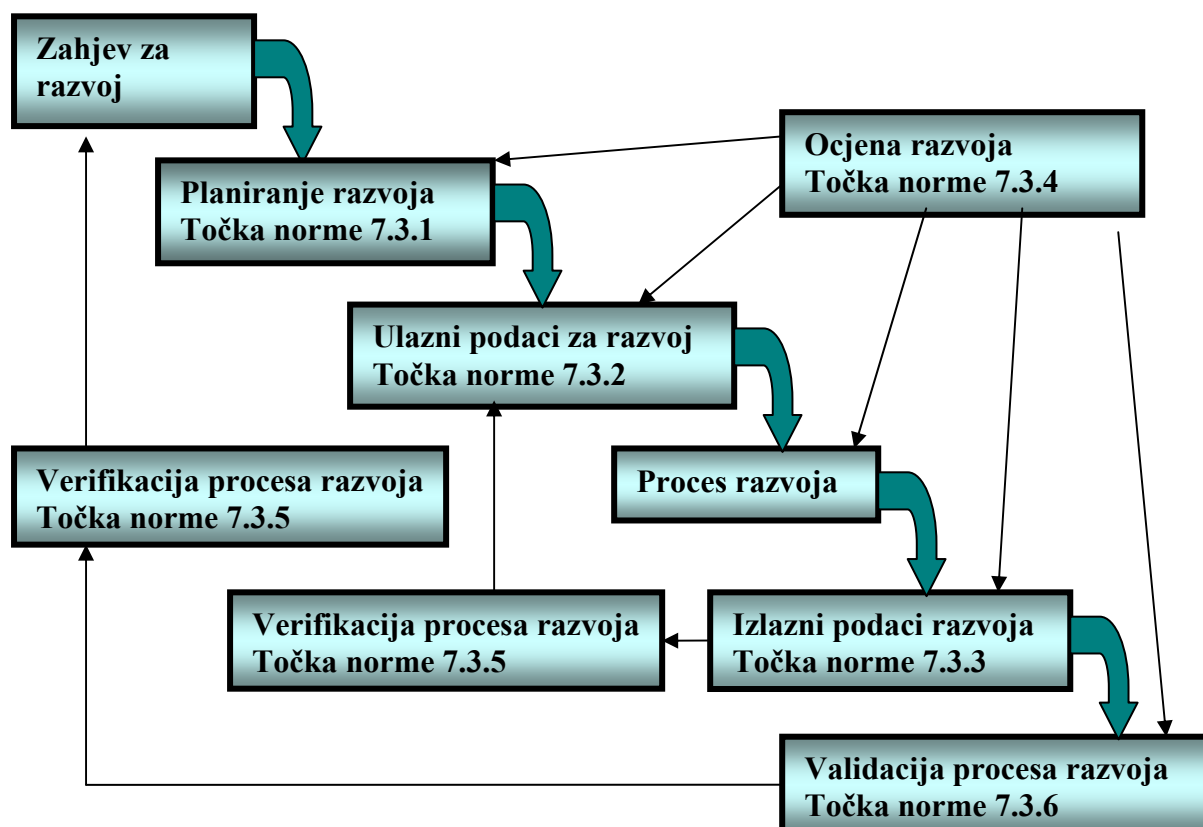 Zahjev za
razvoj
Ocjena razvoja
Točka norme 7.3.4
Planiranje razvoja
Točka norme 7.3.1
Ulazni podaci za razvoj
Točka norme 7.3.2
Verifikacija procesa razvoja
Točka norme 7.3.5
Proces razvoja
Verifikacija procesa razvoja
Točka norme 7.3.5
Izlazni podaci razvoja
Točka norme 7.3.3
Validacija procesa razvoja
Točka norme 7.3.6